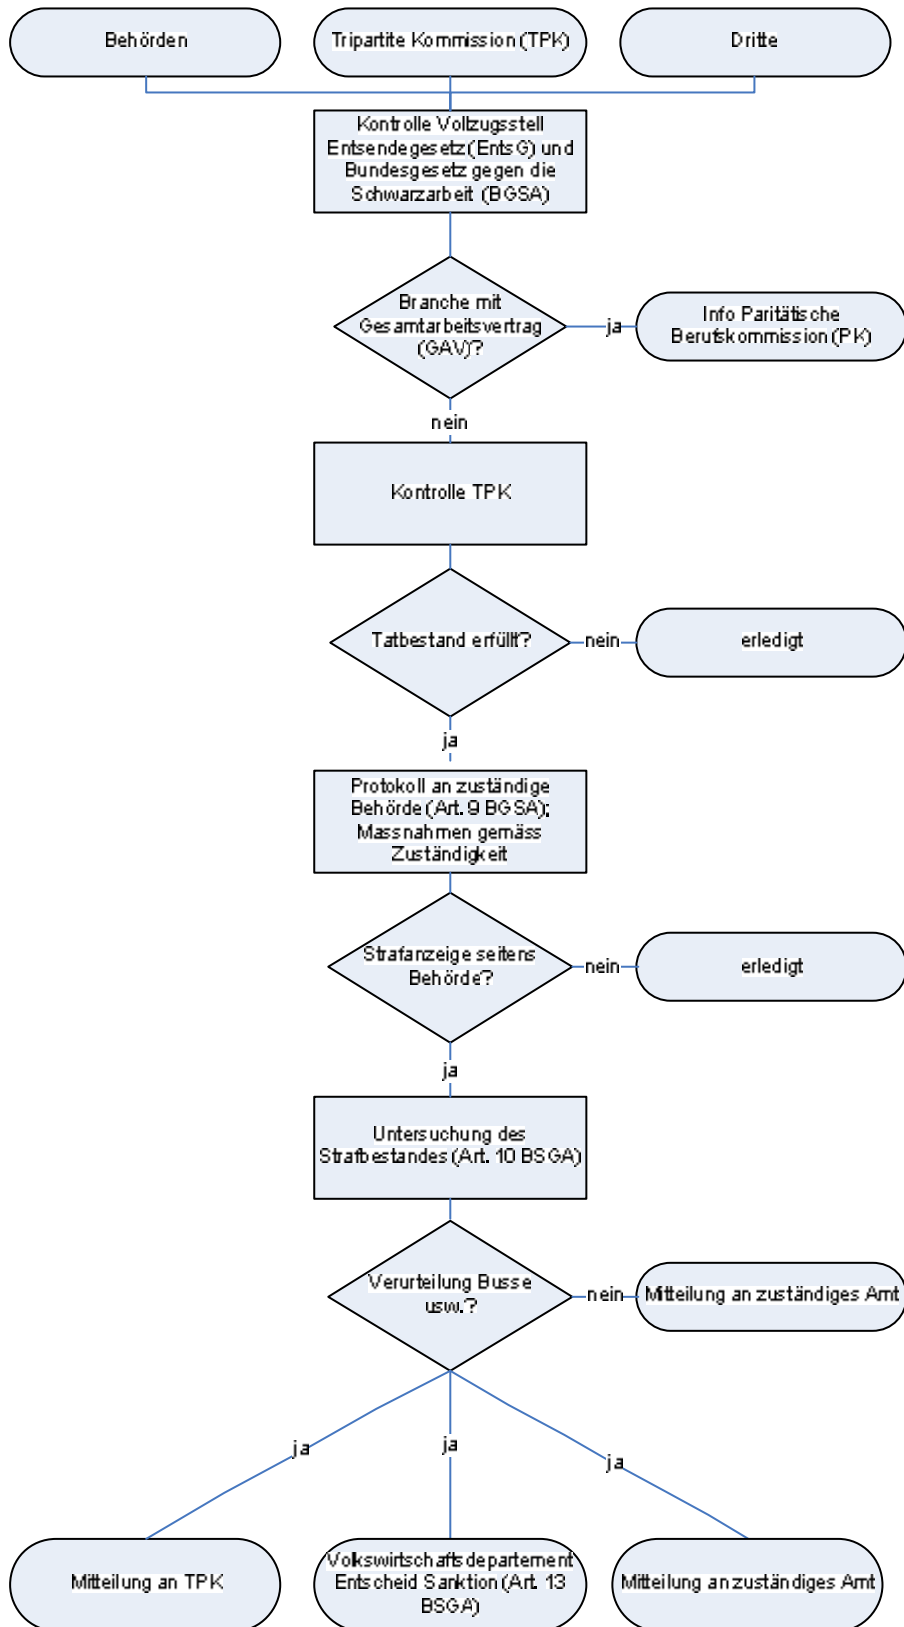 Behörden
Tripartite Kommission (TPK)
Dritte
Kontrolle Vollzugsstell
Entsendegesetz (EntsG) und
Bundesgesetz gegen die
Schwarzarbeit (BGSA)
Branche mit
Gesamtarbeitsvertrag
(GAV)?
ja
Info Paritätische
Berufskommission (PK)
nein
Kontrolle TPK
Tatbestand erfüllt?
nein
erledigt
ja
Protokoll an zuständige
Behörde (Art. 9 BGSA);
Massnahmen gemäss
Zuständigkeit
Strafanzeige seitens
Behörde?
nein
erledigt
ja
Untersuchung des
Strafbestandes (Art. 10 BSGA)
Verurteilung Busse
usw.?
nein
Mitteilung an zuständiges Amt
ja
ja
ja
Mitteilung an TPK
Volkswirtschaftsdepartement
Entscheid Sanktion (Art. 13
BSGA)
Mitteilung an zuständiges Amt